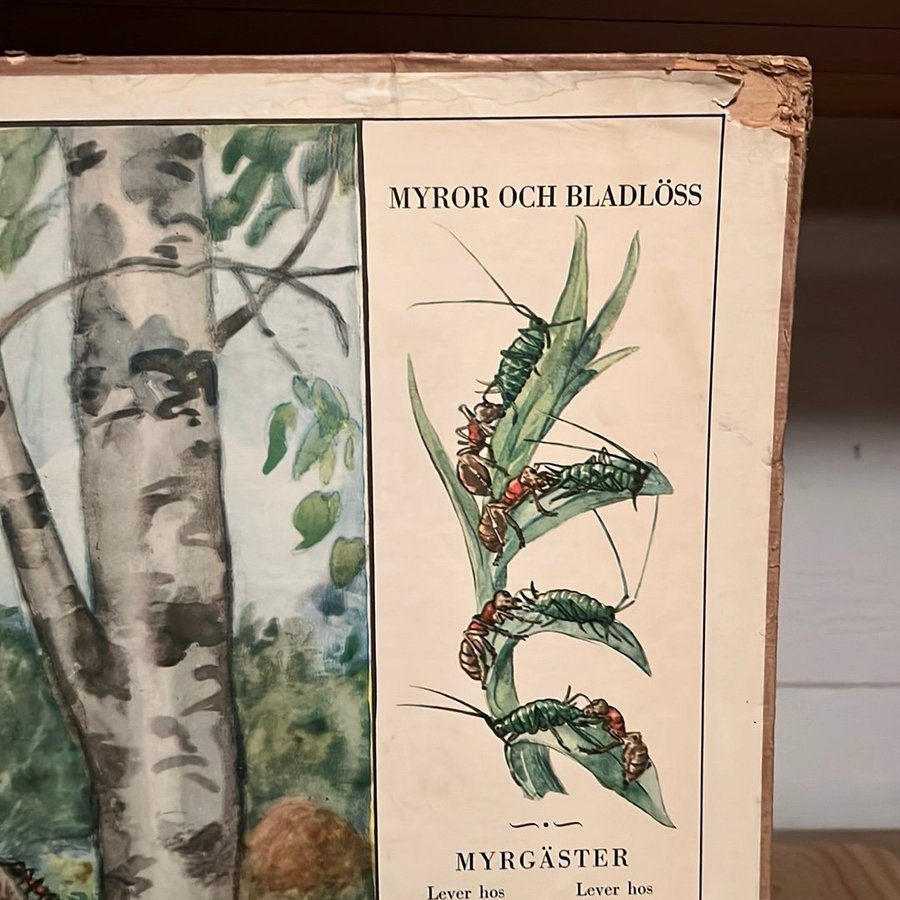 MYROR OCH BLADLÖSS
MYRGÄSTER
Lever hos Lever hos